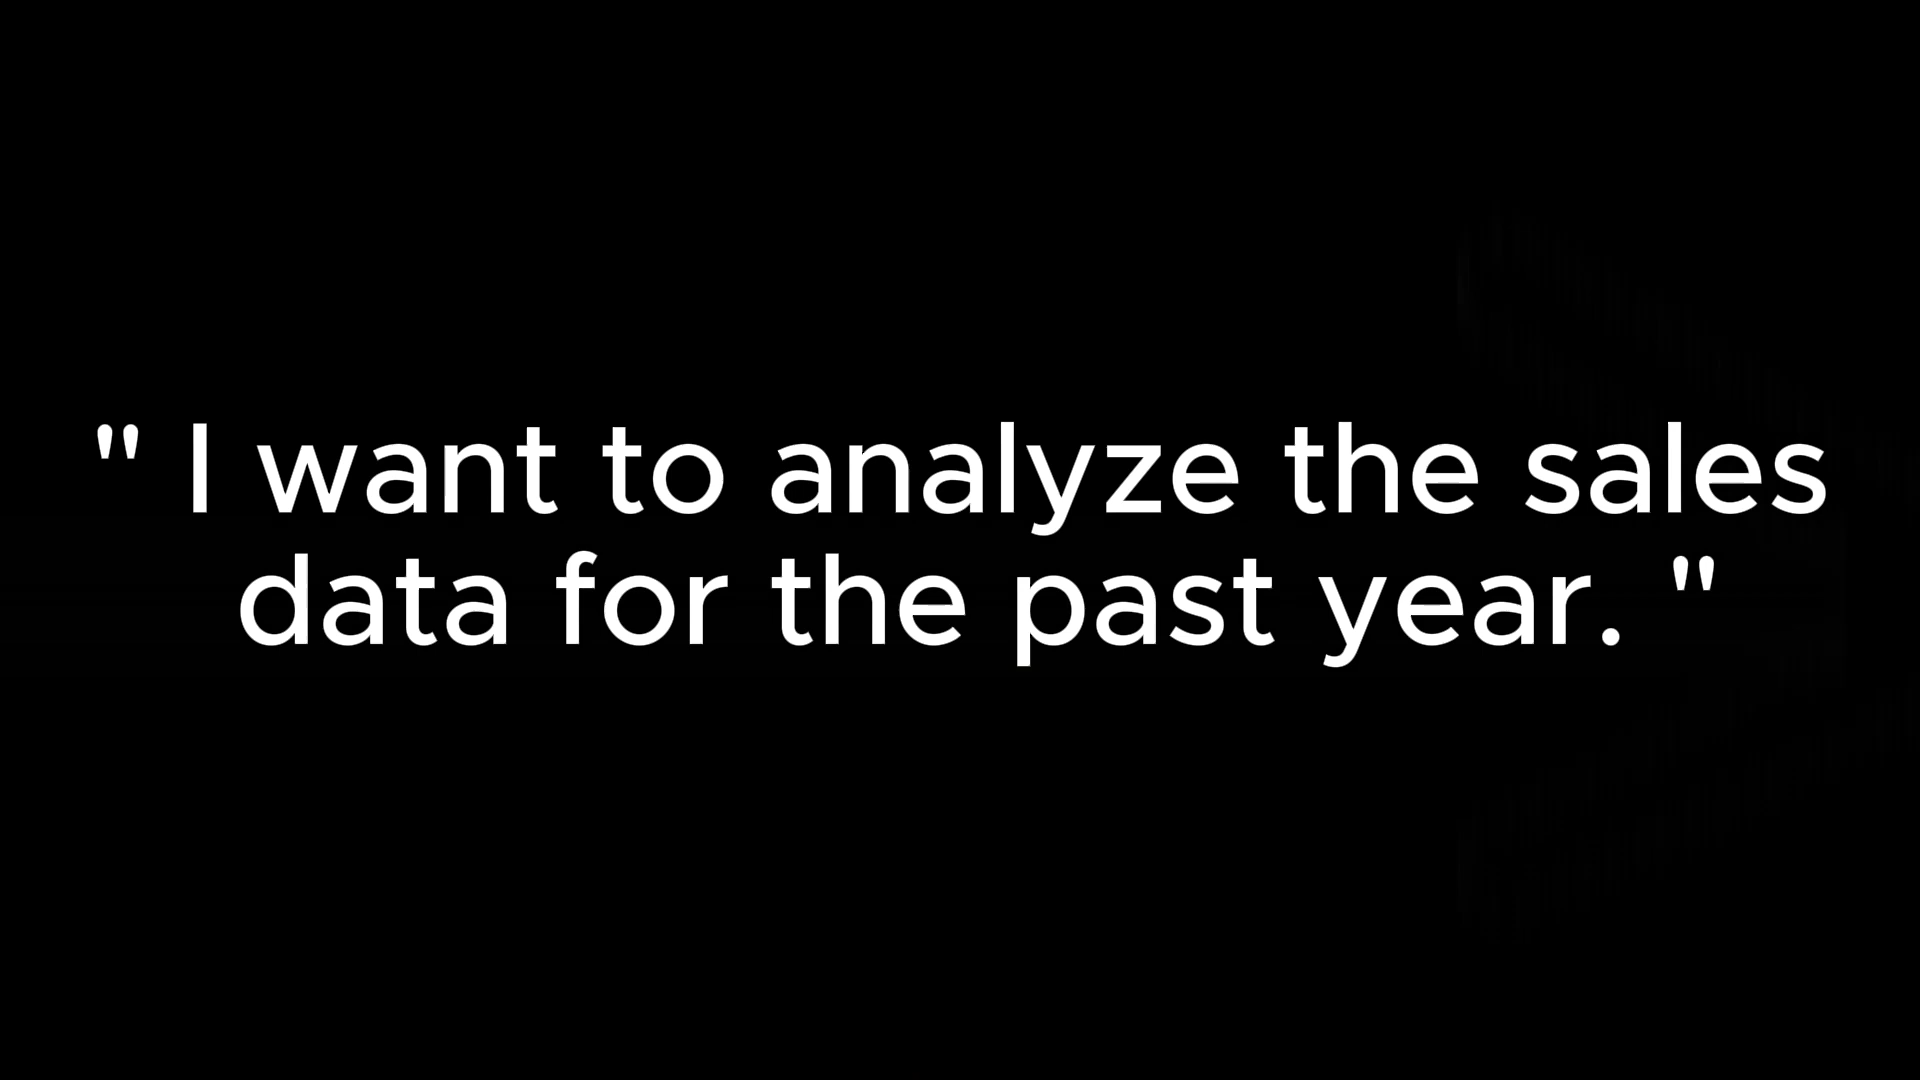 " I want to analyze the sales
data for the past year. "